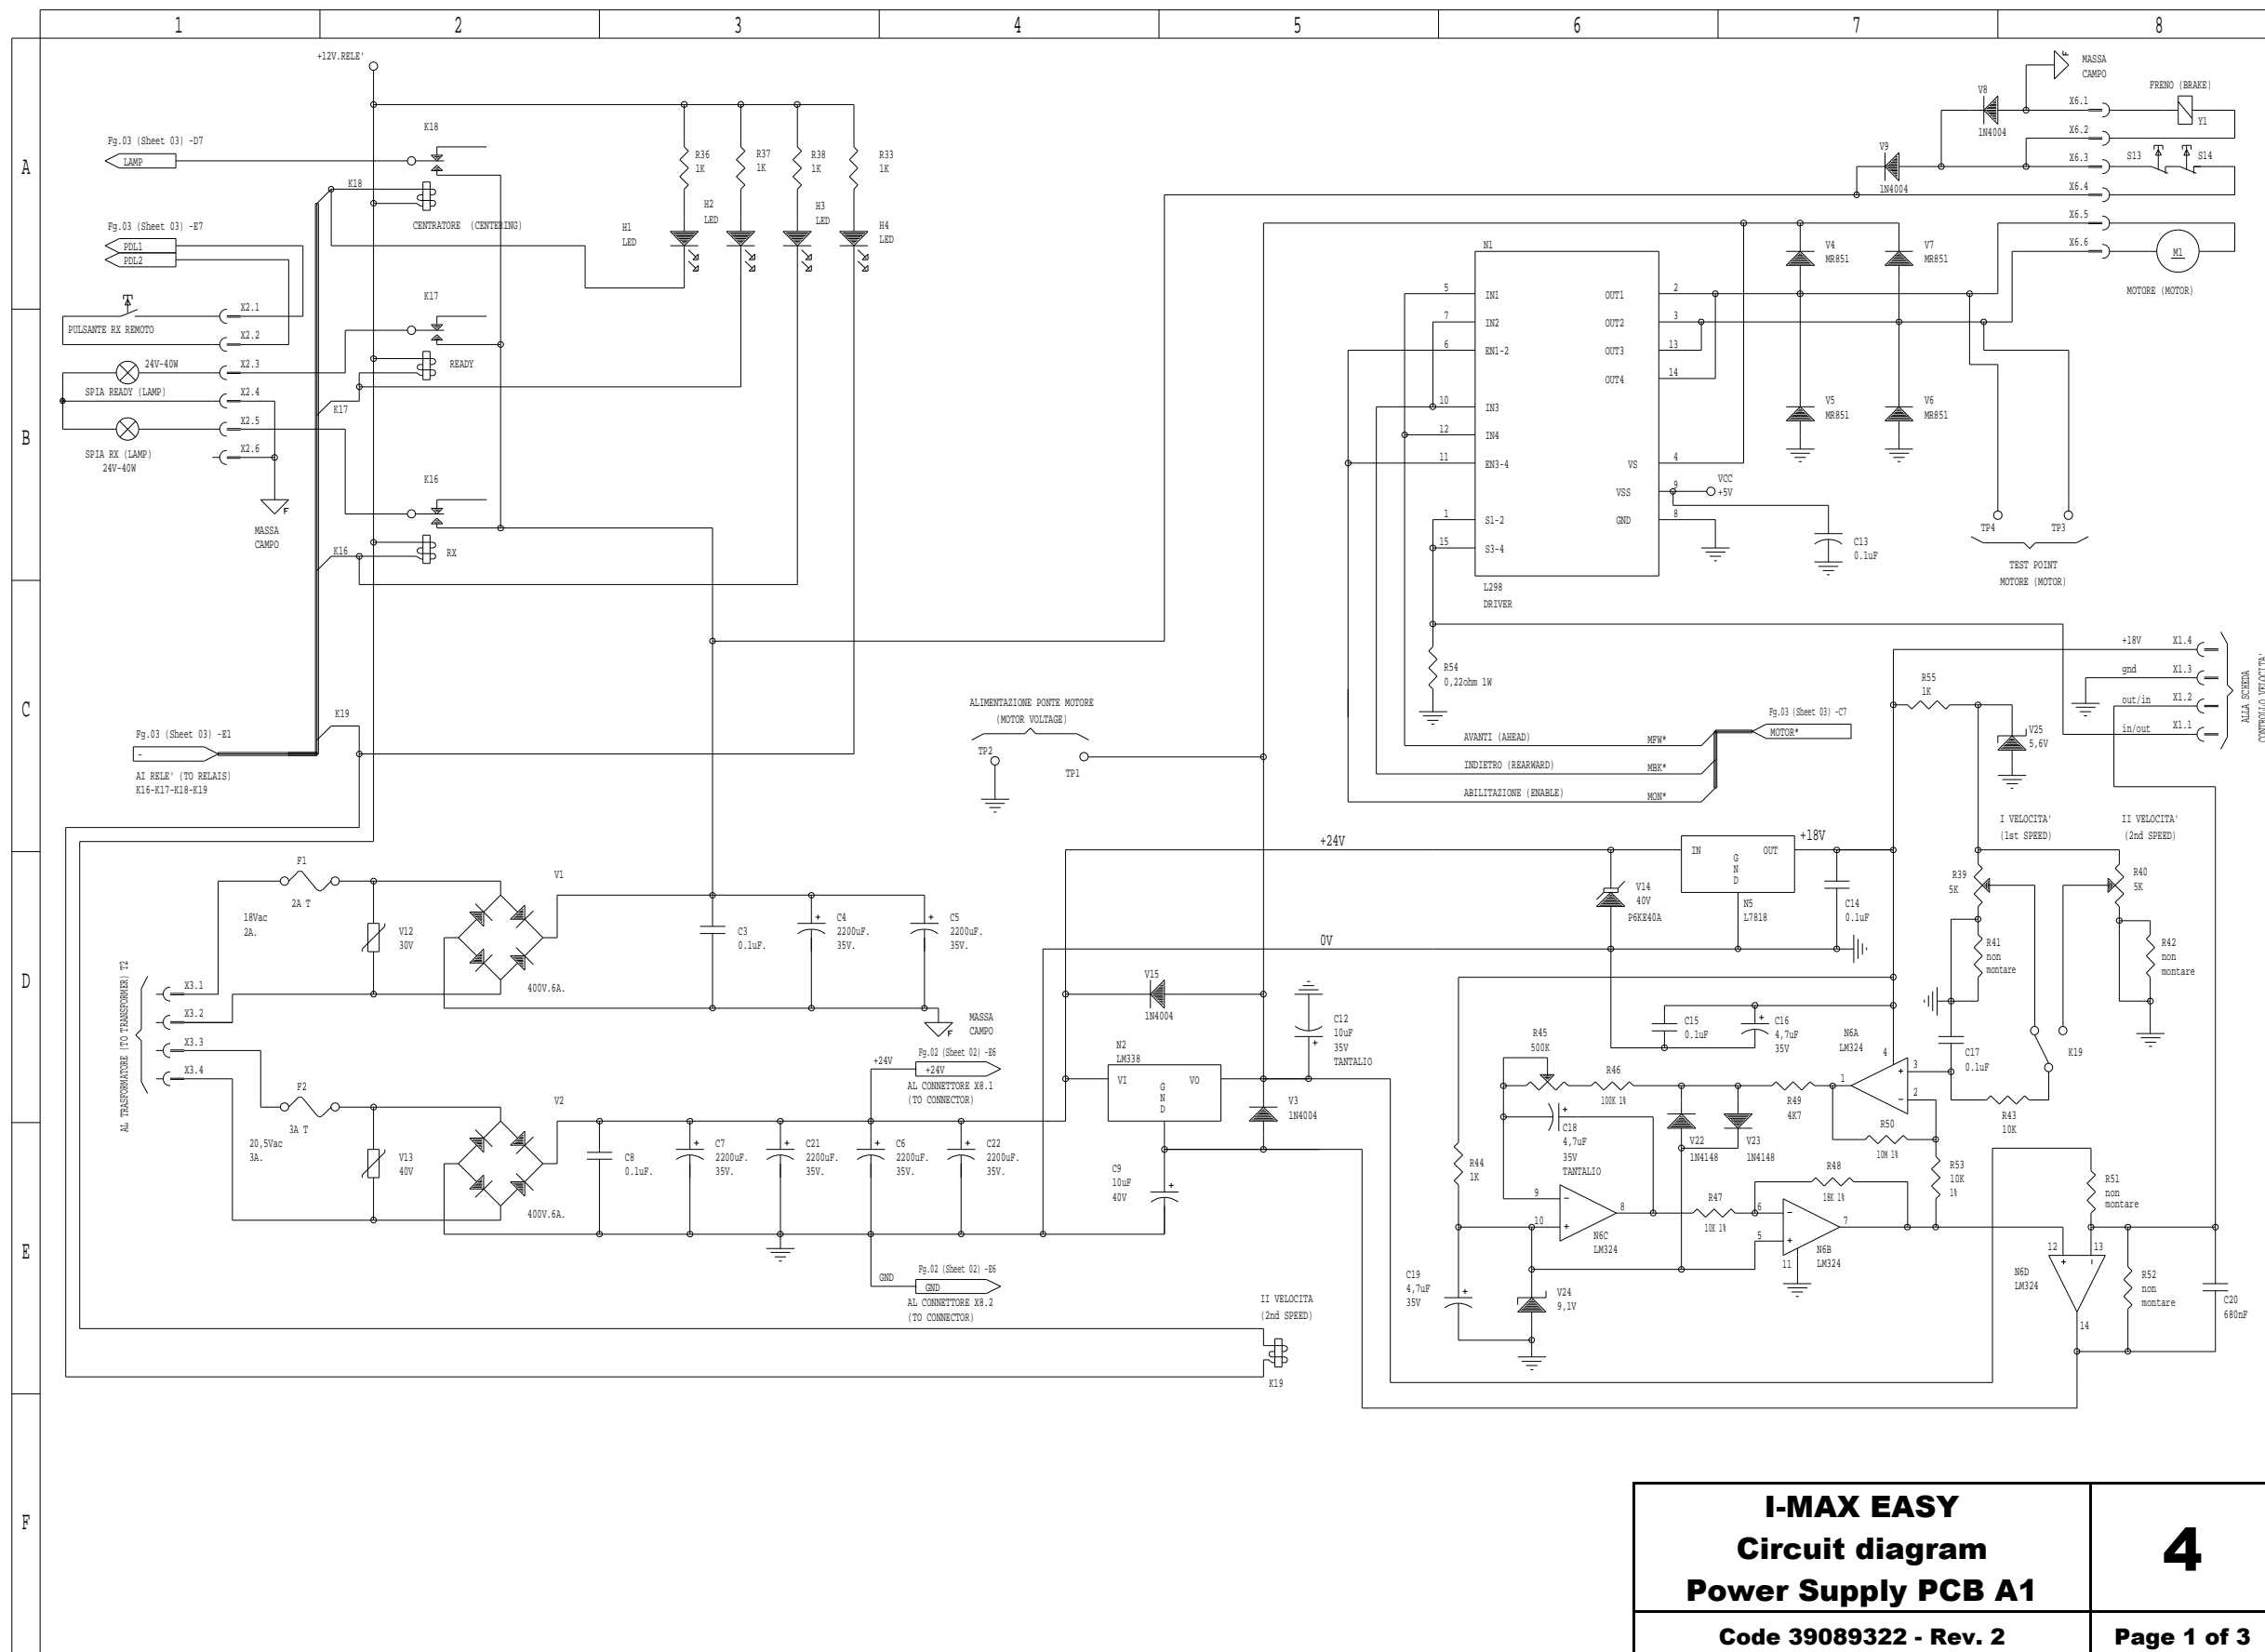 1 2 3 4 5 6 7 8
A
B
C
D
E
F
+12V.RELE'
Fg.03 (Sheet 03) -D7
LAMP
K18
K18
CENTRATORE (CENTERING)
Fg.03 (Sheet 03) -E7
PDL1
PDL2
X2.1
PULSANTE RX REMOTO
X2.2
24V-40W
X2.3
SPIA READY (LAMP)
X2.4
X2.5
SPIA RX (LAMP)
24V-40W
X2.6
MASSA
CAMPO
F
K17
READY
K17
K16
K16
RX
K19
Fg.03 (Sheet 03) -E1
-
AI RELE' (TO RELAIS)
K16-K17-K18-K19
R36
1K
R37
1K
R38
1K
R33
1K
H1
LED
H2
LED
H3
LED
H4
LED
ALIMENTAZIONE PONTE MOTORE
(MOTOR VOLTAGE)
TP2
TP1
N1
5 IN1
7 IN2
6 EN1-2
10 IN3
12 IN4
11 EN3-4
1 S1-2
15 S3-4
OUT1 2
OUT2 3
OUT3 13
OUT4 14
VS 4
VSS 9
GND 8
L298
DRIVER
VCC
+5V
C13
0.1uF
V4
MR851
V7
MR851
V5
MR851
V6
MR851
TP4
TP3
TEST POINT
MOTORE (MOTOR)
F
MASSA
CAMPO
V8
1N4004
V9
1N4004
FRENO (BRAKE)
Y1
X6.1
X6.2
X6.3
S13
S14
X6.4
X6.5
X6.6
M1
MOTORE (MOTOR)
R54
0,22ohm 1W
AVANTI (AHEAD) MFW*
INDIETRO (REARWARD) MBK*
ABILITAZIONE (ENABLE) MON*
Fg.03 (Sheet 03) -C7
MOTOR*
R55
1K
V25
5,6V
+18V X1.4
gnd X1.3
out/in X1.2
in/out X1.1
ALLA SCHEDA
CONTROLLO VELOCITA'
I VELOCITA'
(1st SPEED)
II VELOCITA'
(2nd SPEED)
+24V
IN OUT
GND
+18V
N5
L7818
V14
40V
P6KE40A
C14
0.1uF
0V
R39
5K
R40
5K
R41
non
montare
R42
non
montare
K19
C17
0.1uF
R43
10K
F1
2A T
18Vac
2A.
V12
30V
V1
400V.6A.
C3
0.1uF.
C4
2200uF.
35V.
C5
2200uF.
35V.
MASSA
CAMPO
F
AL TRASFORMATORE (TO TRANSFORMER) T2
X3.1
X3.2
X3.3
X3.4
F2
3A T
20,5Vac
3A.
V13
40V
V2
400V.6A.
C8
0.1uF.
C7
2200uF.
35V.
C21
2200uF.
35V.
C6
2200uF.
35V.
C22
2200uF.
35V.
+24V
Fg.02 (Sheet 02) -E6
+24V
AL CONNETTORE X8.1
(TO CONNECTOR)
GND
Fg.02 (Sheet 02) -E6
GND
AL CONNETTORE X8.2
(TO CONNECTOR)
V15
1N4004
N2
LM338
VI VO
GND
C9
10uF
40V
C12
10uF
35V
TANTALIO
V3
1N4004
II VELOCITA
(2nd SPEED)
K19
C15
0.1uF
C16
4,7uF
35V
R45
500K
R46
100K 1%
C18
4,7uF
35V
TANTALIO
V22
1N4148
V23
1N4148
R49
4K7
N6A
LM324
4
3
2
1
R50
10M 1%
R53
10K
1%
R44
1K
9
10
8
N6C
LM324
R47
10K 1%
R48
18K 1%
6
5
7
11
N6B
LM324
C19
4,7uF
35V
V24
9,1V
R51
non
montare
12 13
N6D
LM324
14
R52
non
montare
C20
680nF
I-MAX EASY
Circuit diagram
Power Supply PCB A1
4
Code 39089322 - Rev. 2
Page 1 of 3